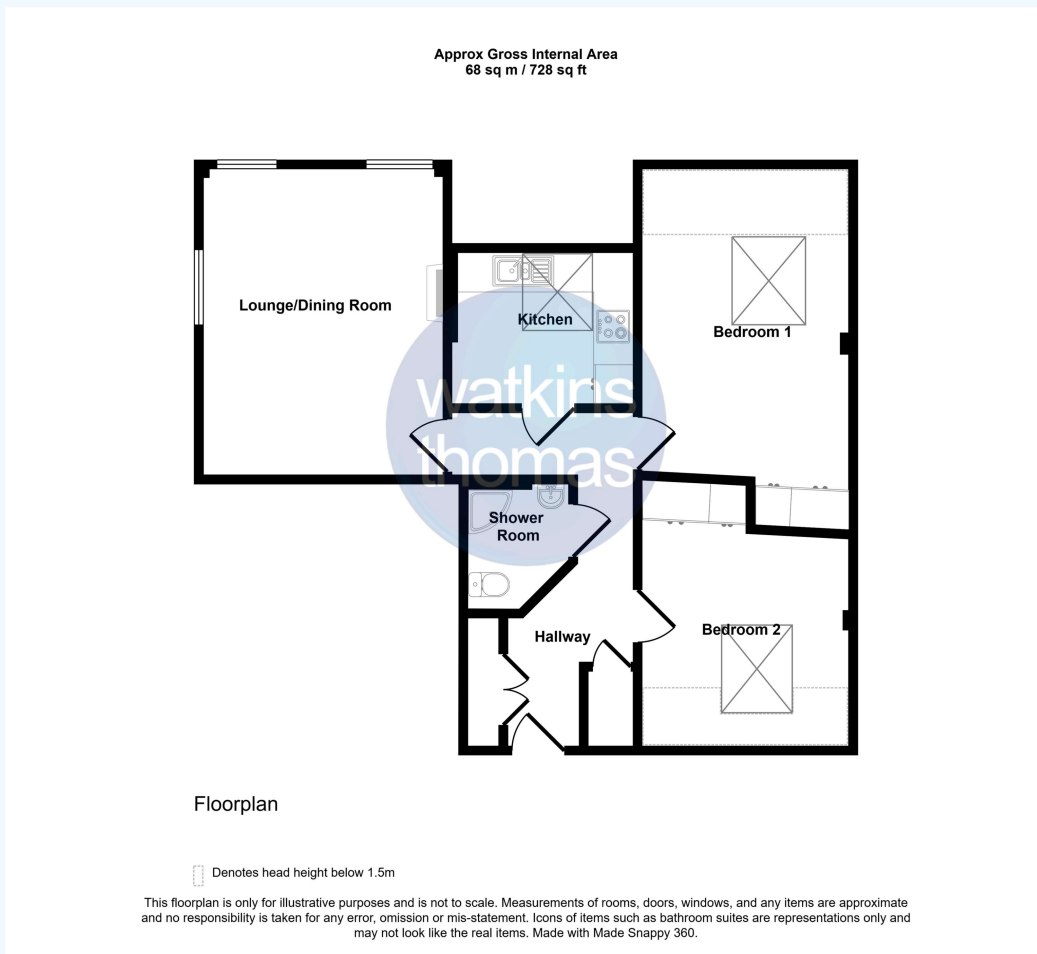 Approx Gross Internal Area
68 sq m / 728 sq ft
Lounge/Dining Room
Kitchen
Bedroom 1
watkins
thomas
Shower
Room
Hallway
Bedroom 2
Floorplan
Denotes head height below 1.5m
This floorplan is only for illustrative purposes and is not to scale. Measurements of rooms, doors, windows, and any items are approximate
and no responsibility is taken for any error, omission or mis-statement. Icons of items such as bathroom suites are representations only and
may not look like the real items. Made with Made Snappy 360.